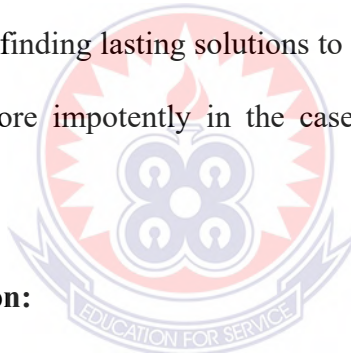 finding lasting solutions to
ore impotently in the case
on:
EDUCATION FOR SERVICE